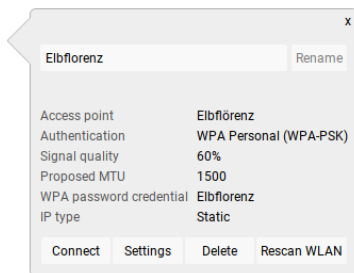 x
Elbflorenz Rename
Access point Elbflörenz
Authentication WPA Personal (WPA-PSK)
Signal quality 60%
Proposed MTU 1500
WPA password credential Elbflorenz
IP type Static
Connect Settings Delete Rescan WLAN